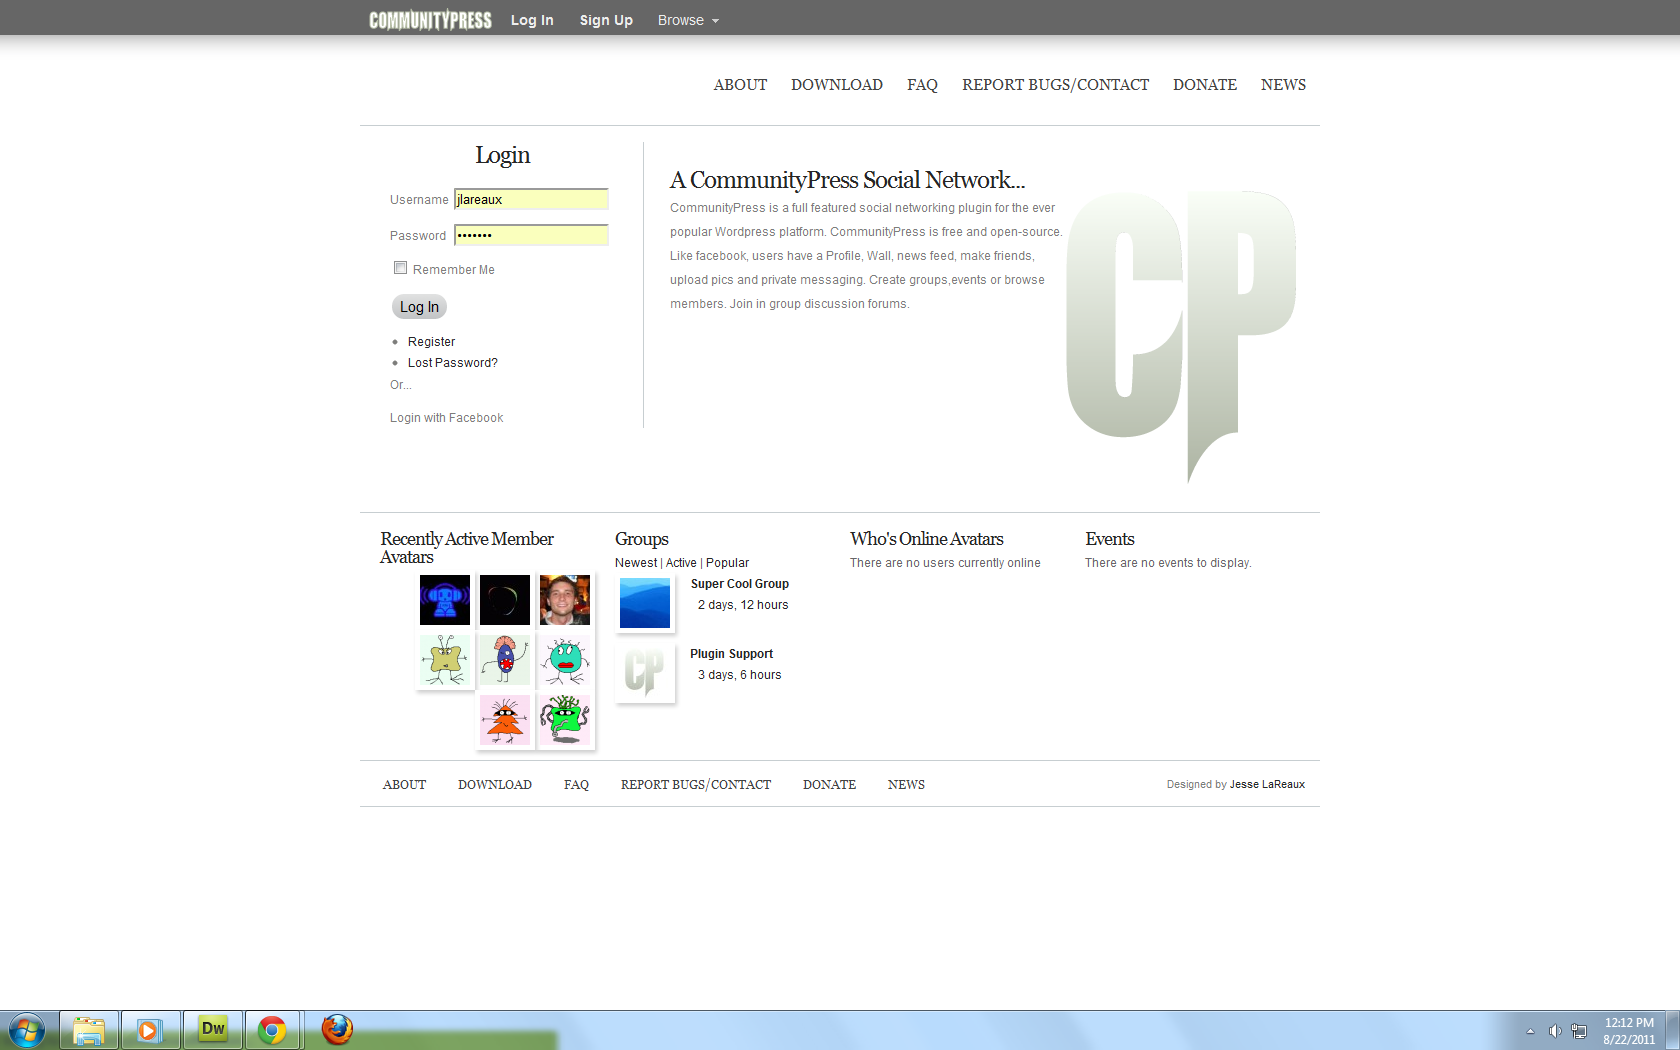 COMMUNITYPRESS Log In Sign Up Browse
ABOUT DOWNLOAD FAQ REPORT BUGS/CONTACT DONATE NEWS
Login
Username jlareaux
Password •••••••
Remember Me
Log In
• Register
• Lost Password?
Or...
Login with Facebook
A CommunityPress Social Network...
CommunityPress is a full featured social networking plugin for the ever
popular Wordpress platform. CommunityPress is free and open-source.
Like facebook, users have a Profile, Wall, news feed, make friends,
upload pics and private messaging. Create groups,events or browse
members. Join in group discussion forums.
CP
Recently Active Member
Avatars
Groups
Newest | Active | Popular
Super Cool Group
2 days, 12 hours
CP
Plugin Support
3 days, 6 hours
Who's Online Avatars
There are no users currently online
Events
There are no events to display.
ABOUT DOWNLOAD FAQ REPORT BUGS/CONTACT DONATE NEWS
Designed by Jesse LaReaux
Dw
12:12 PM
8/22/2011